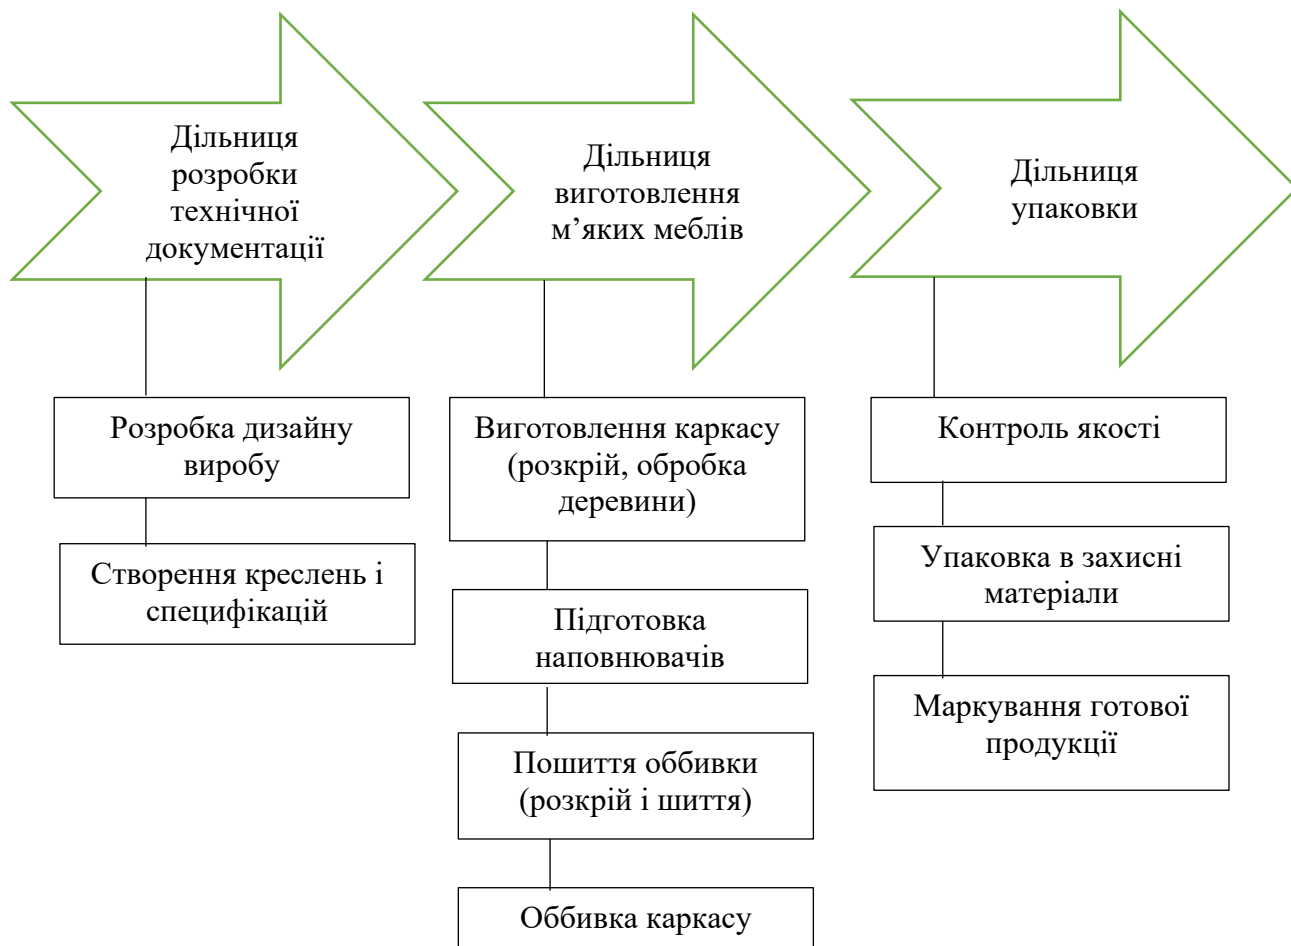 Дільниця
розробки
технічної
документації
Дільниця
виготовлення
м’яких меблів
Дільниця
упаковки
Розробка дизайну
виробу
Створення креслень і
специфікацій
Виготовлення каркасу
(розкрій, обробка
деревини)
Підготовка
наповнювачів
Пошиття оббивки
(розкрій і шиття)
Оббивка каркасу
Контроль якості
Упаковка в захисні
матеріали
Маркування готової
продукції